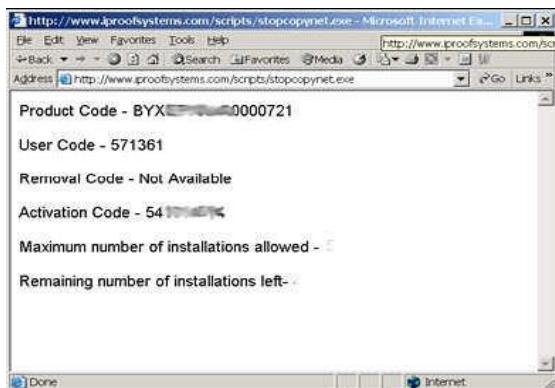 http://www.iproofsystems.com/scripts/stopcopynet.exe - Microsoft Internet Ex...
File Edit View Favorites Tools Help
http://www.iproofsystems.com/sc
Back Search Favorites Media
Address http://www.iproofsystems.com/scripts/stopcopynet.exe Go Links »
Product Code - BYX 0000721
User Code - 571361
Removal Code - Not Available
Activation Code - 54
Maximum number of installations allowed -
Remaining number of installations left-
Done Internet